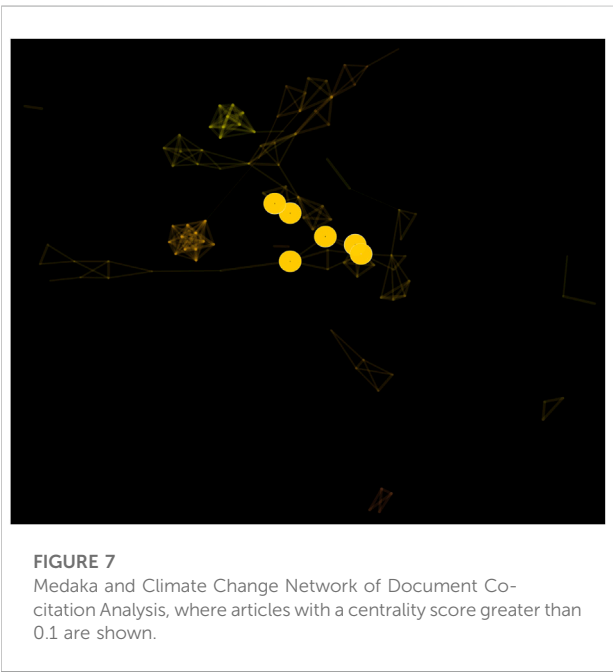 FIGURE 7
Medaka and Climate Change Network of Document Co-
citation Analysis, where articles with a centrality score greater than
0.1 are shown.